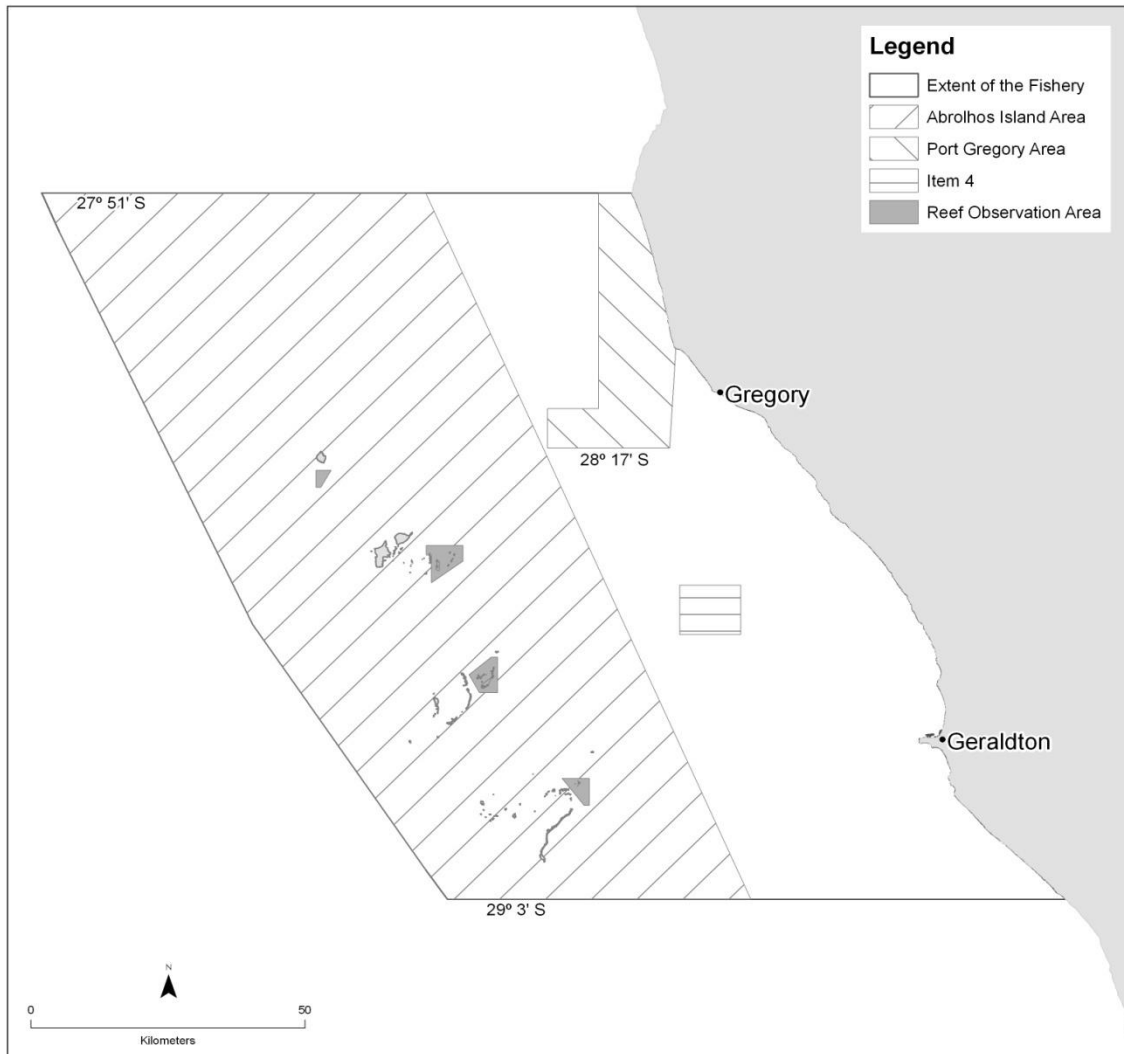 Legend
Extent of the Fishery
Abrolhos Island Area
Port Gregory Area
Item 4
Reef Observation Area
27º 51' S
Gregory
28º 17' S
Geraldton
29º 3' S
N
0 50
Kilometers